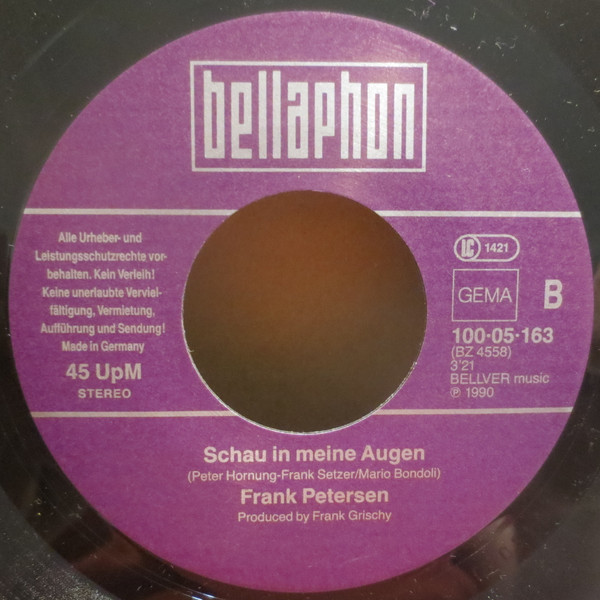 bellaphon
Alle Urheber- und
Leistungsschutzrechte vor-
behalten. Kein Verleih!
Keine unerlaubte Verviel-
fältigung, Vermietung,
Aufführung und Sendung!
Made in Germany
45 UpM
STEREO
LC 1421
GEMA
B
100·05·163
(BZ 4558)
3'21
BELLVER music
℗ 1990
Schau in meine Augen
(Peter Hornung-Frank Setzer/Mario Bondoli)
Frank Petersen
Produced by Frank Grischy